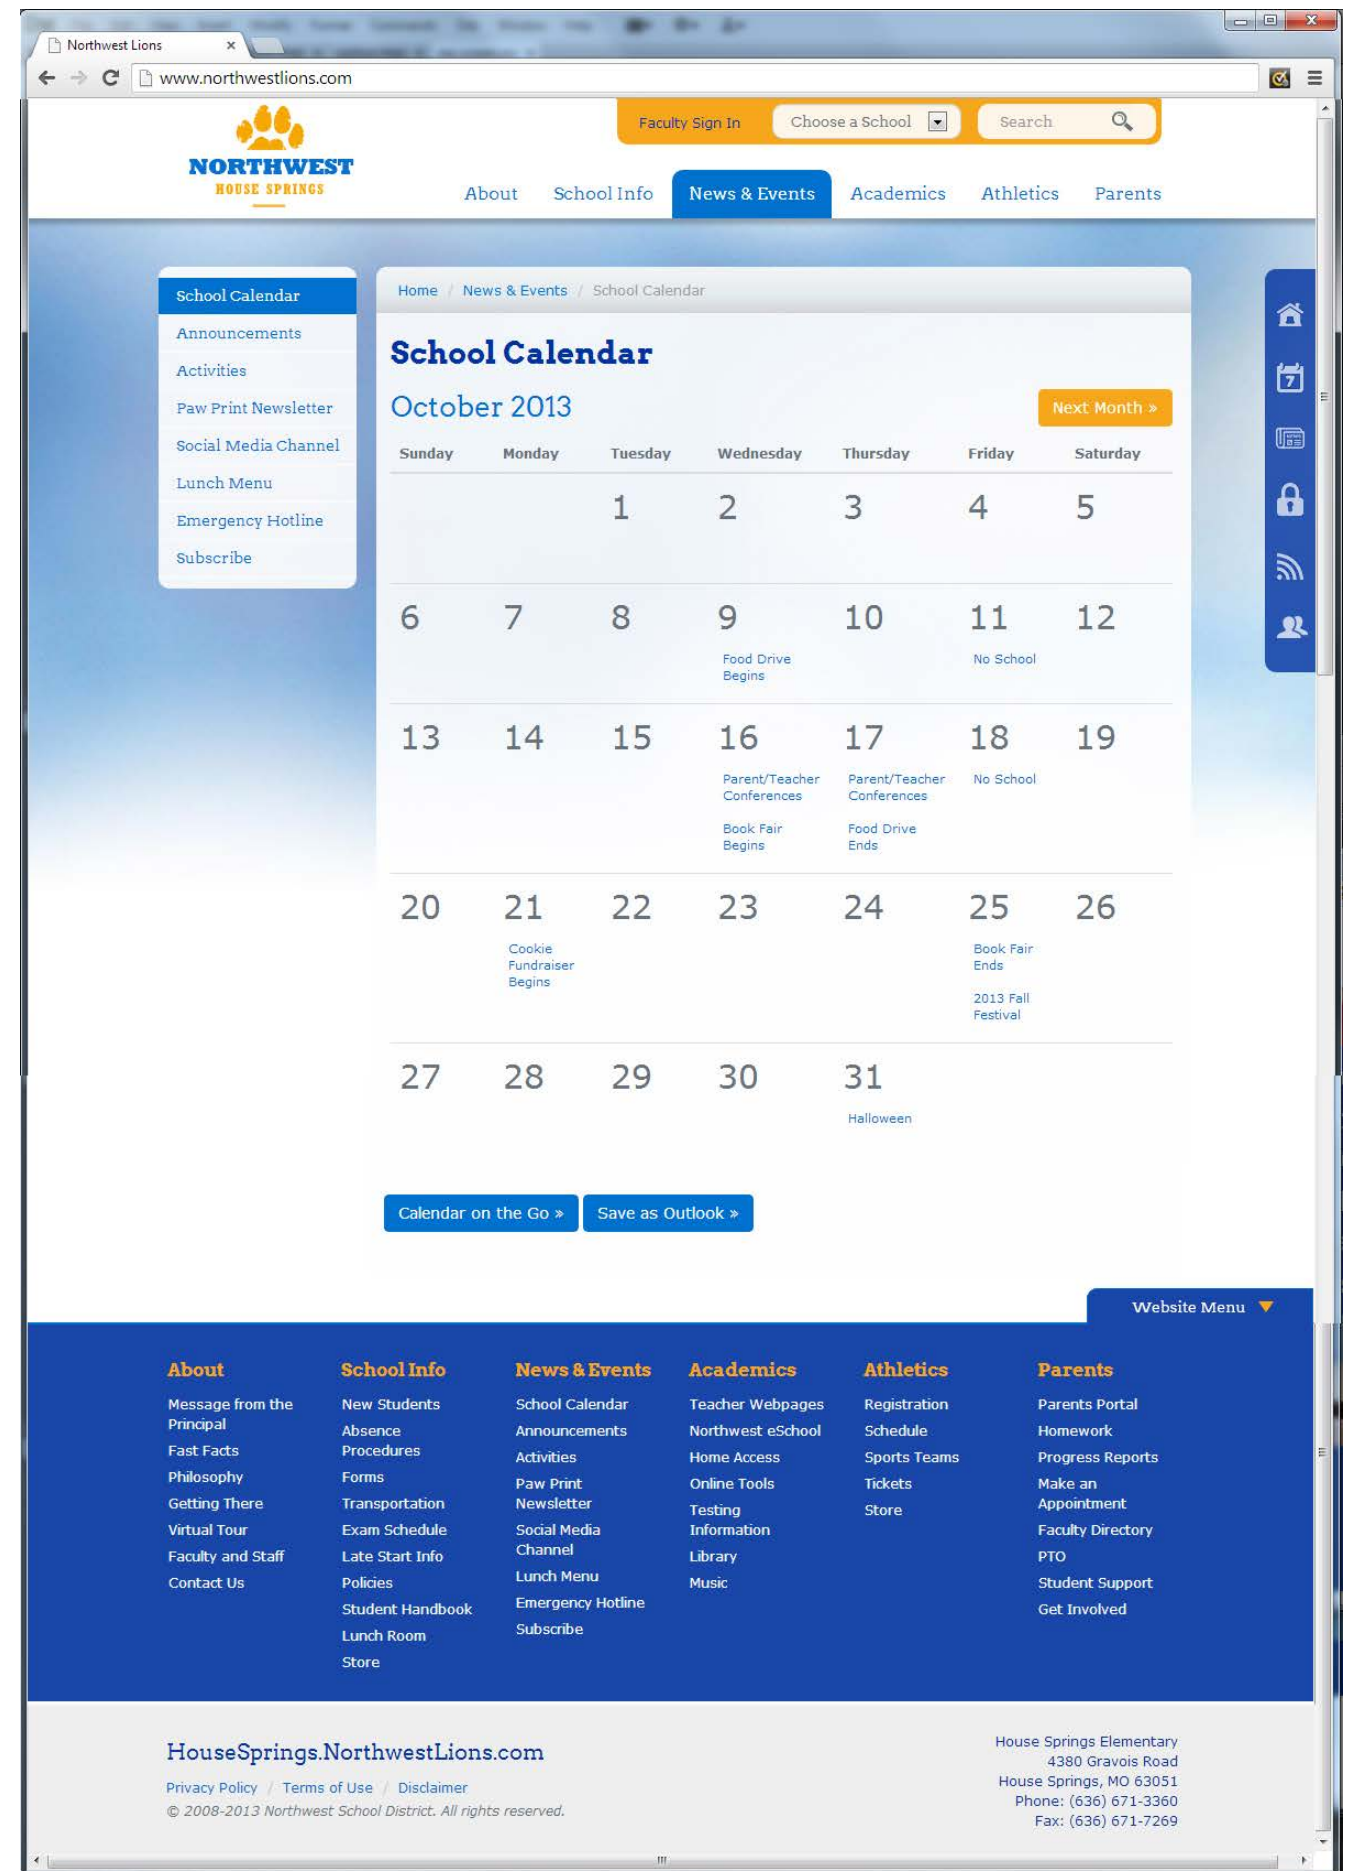 Northwest Lions
www.northwestlions.com
Faculty Sign In
Choose a School
Search
NORTHWEST
HOUSE SPRINGS
About
School Info
News & Events
Academics
Athletics
Parents
School Calendar
Announcements
Activities
Paw Print Newsletter
Social Media Channel
Lunch Menu
Emergency Hotline
Subscribe
Home / News & Events / School Calendar
School Calendar
October 2013
Next Month »
Sunday Monday Tuesday Wednesday Thursday Friday Saturday
1 2 3 4 5
6 7 8 9 10 11 12
Food Drive
Begins
No School
13 14 15 16 17 18 19
Parent/Teacher
Conferences
Book Fair
Begins
Parent/Teacher
Conferences
Food Drive
Ends
No School
20 21 22 23 24 25 26
Cookie
Fundraiser
Begins
Book Fair
Ends
2013 Fall
Festival
27 28 29 30 31
Halloween
Calendar on the Go »
Save as Outlook »
7
NEWS
Website Menu
About
Message from the
Principal
Fast Facts
Philosophy
Getting There
Virtual Tour
Faculty and Staff
Contact Us
School Info
New Students
Absence
Procedures
Forms
Transportation
Exam Schedule
Late Start Info
Policies
Student Handbook
Lunch Room
Store
News & Events
School Calendar
Announcements
Activities
Paw Print
Newsletter
Social Media
Channel
Lunch Menu
Emergency Hotline
Subscribe
Academics
Teacher Webpages
Northwest eSchool
Home Access
Online Tools
Testing
Information
Library
Music
Athletics
Registration
Schedule
Sports Teams
Tickets
Store
Parents
Parents Portal
Homework
Progress Reports
Make an
Appointment
Faculty Directory
PTO
Student Support
Get Involved
HouseSprings.NorthwestLions.com
Privacy Policy / Terms of Use / Disclaimer
© 2008-2013 Northwest School District. All rights reserved.
House Springs Elementary
4380 Gravois Road
House Springs, MO 63051
Phone: (636) 671-3360
Fax: (636) 671-7269